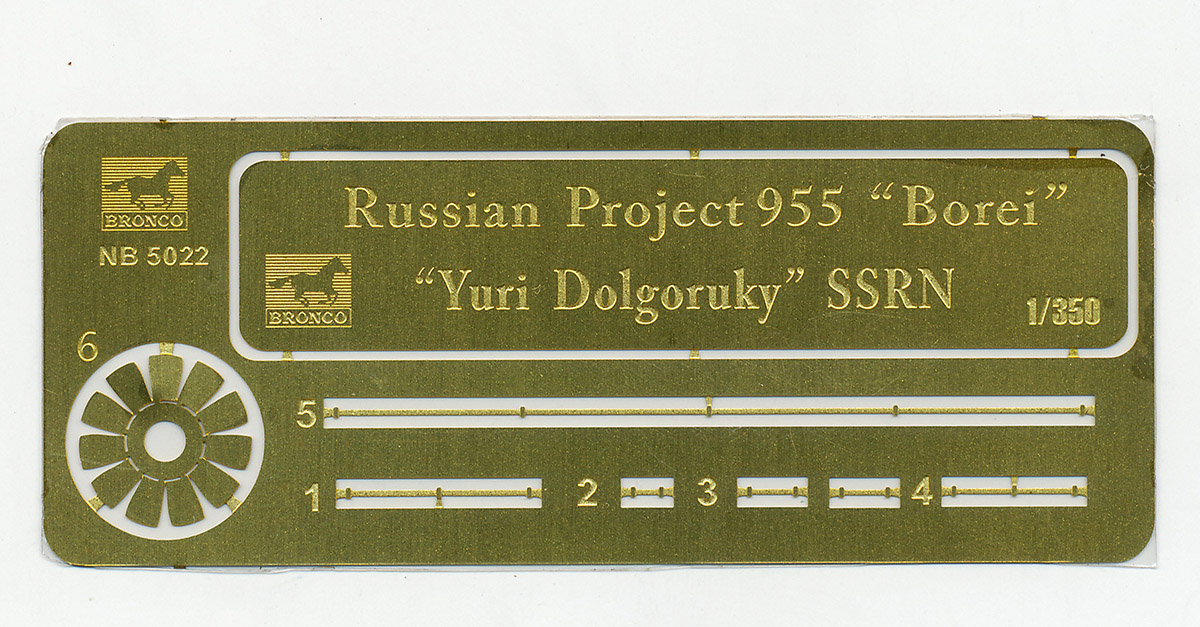 BRONCO
NB 5022
Russian Project 955 “Borei”
“Yuri Dolgoruky” SSRN
BRONCO
1/350
6
5
1
2
3
4